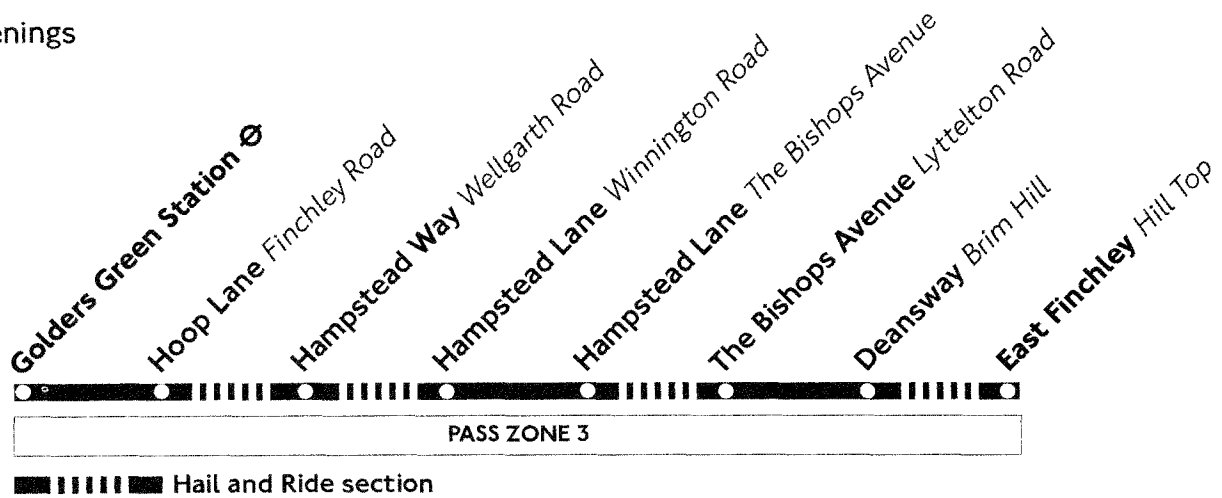 Golders Green Station
Hoop Lane Finchley Road
Hampstead Way Wellgarth Road
Hampstead Lane Winnington Road
Hampstead Lane The Bishops Avenue
The Bishops Avenue Lyttelton Road
Deansway Brim Hill
East Finchley Hill Top
PASS ZONE 3
Hail and Ride section